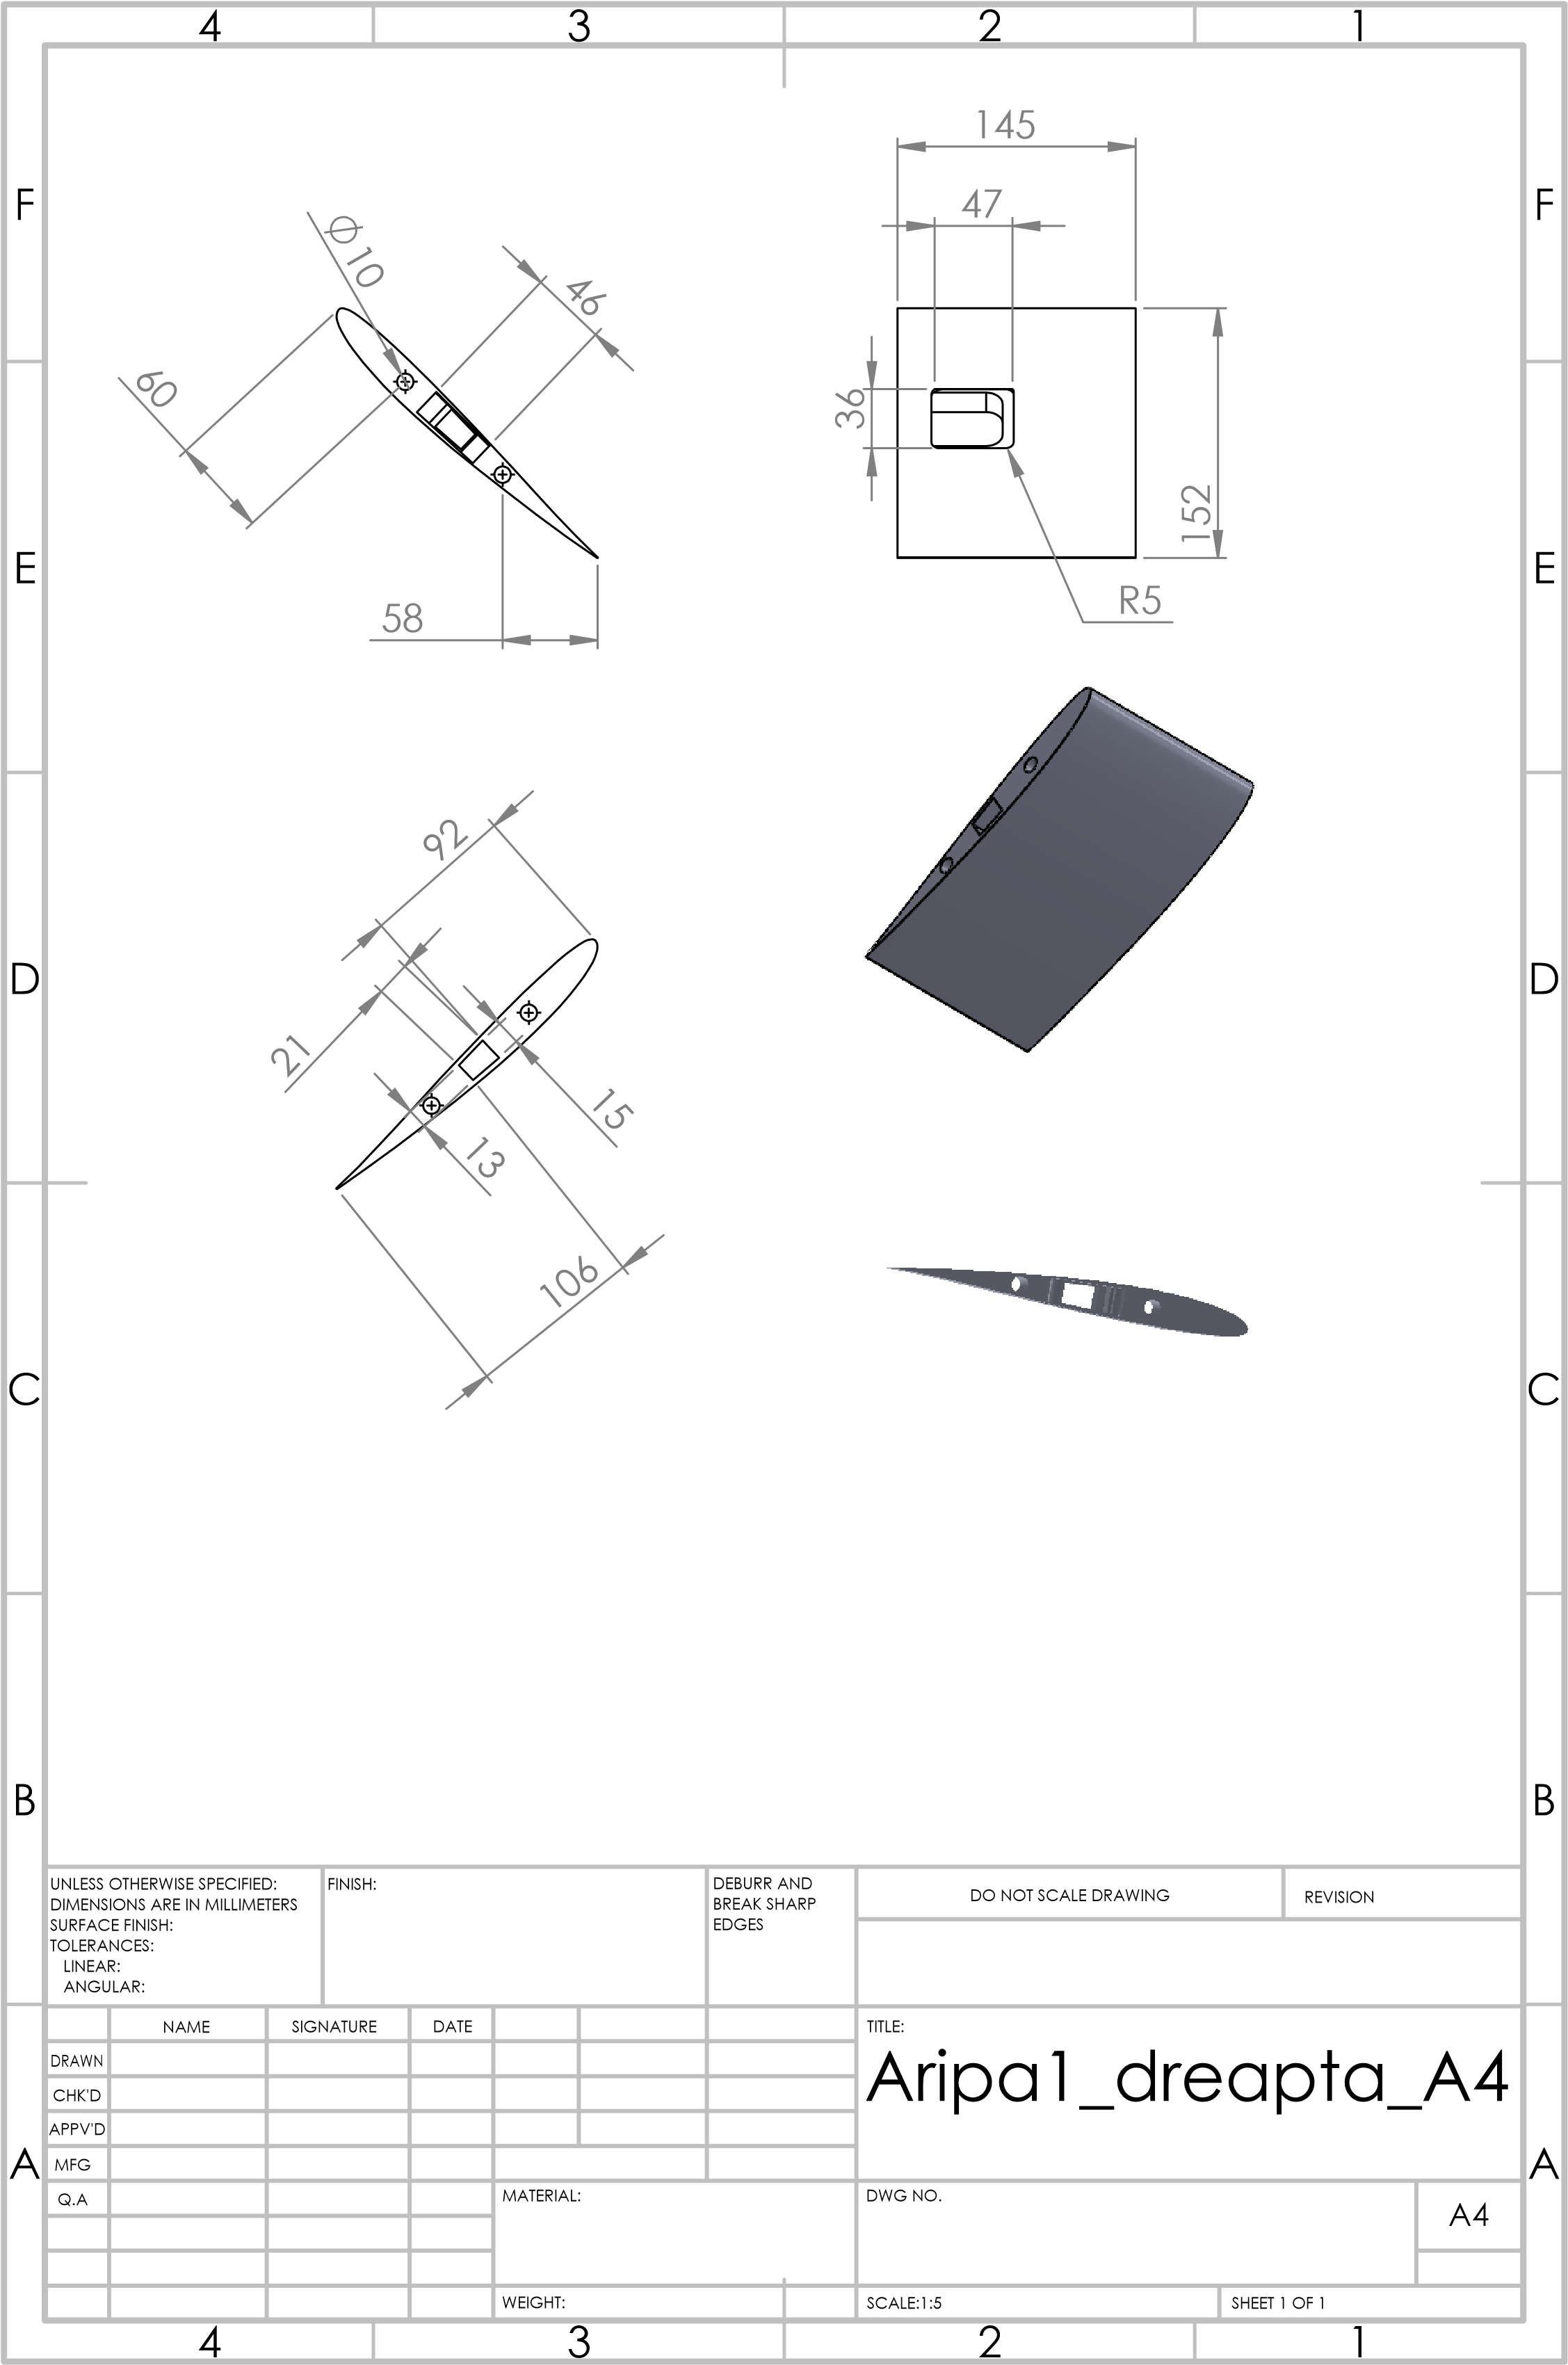 4 3 2 1
F F
E E
D D
C C
B B
A A
∅10
46
60
58
145
47
36
152
R5
92
21
15
13
106
UNLESS OTHERWISE SPECIFIED:
DIMENSIONS ARE IN MILLIMETERS
SURFACE FINISH:
TOLERANCES:
LINEAR:
ANGULAR:
FINISH:
DEBURR AND
BREAK SHARP
EDGES
DO NOT SCALE DRAWING
REVISION
NAME SIGNATURE DATE
DRAWN
CHK'D
APPV'D
MFG
Q.A
TITLE:
Aripa1_dreapta_A4
MATERIAL:
DWG NO.
A4
WEIGHT:
SCALE:1:5
SHEET 1 OF 1
4 3 2 1